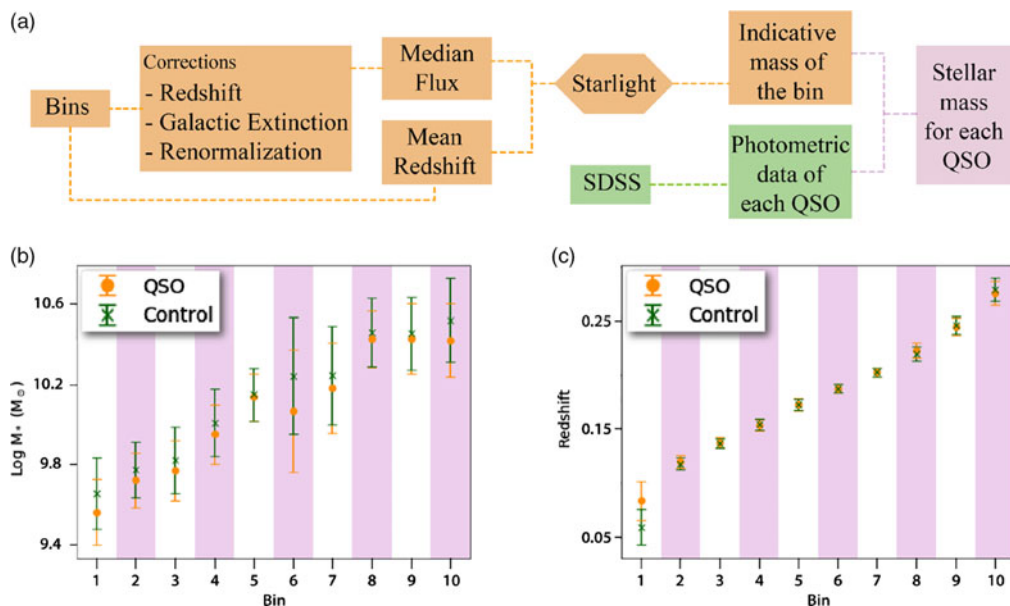 (a)
Bins
Corrections
- Redshift
- Galactic Extinction
- Renormalization
Median
Flux
Mean
Redshift
Starlight
Indicative
mass of
the bin
SDSS
Photometric
data of
each QSO
Stellar
mass
for each
QSO
(b)
QSO
Control
Log M* (M⊙)
10.6
10.2
9.8
9.4
1 2 3 4 5 6 7 8 9 10
Bin
(c)
QSO
Control
Redshift
0.25
0.15
0.05
1 2 3 4 5 6 7 8 9 10
Bin